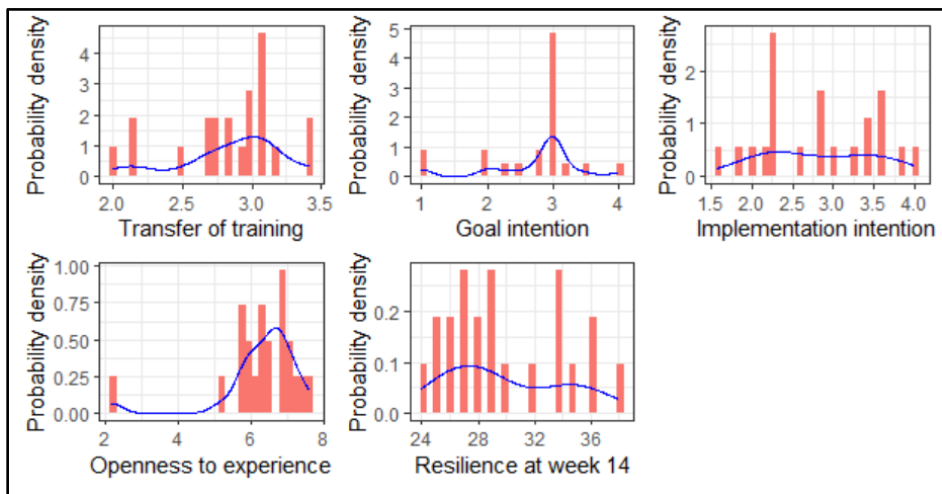 Probability density
4
3
2
1
0
2.0 2.5 3.0 3.5
Transfer of training
Probability density
5
4
3
2
1
0
1 2 3 4
Goal intention
Probability density
2
1
0
1.5 2.0 2.5 3.0 3.5 4.0
Implementation intention
Probability density
1.00
0.75
0.50
0.25
0.00
2 4 6 8
Openness to experience
Probability density
0.2
0.1
0.0
24 28 32 36
Resilience at week 14